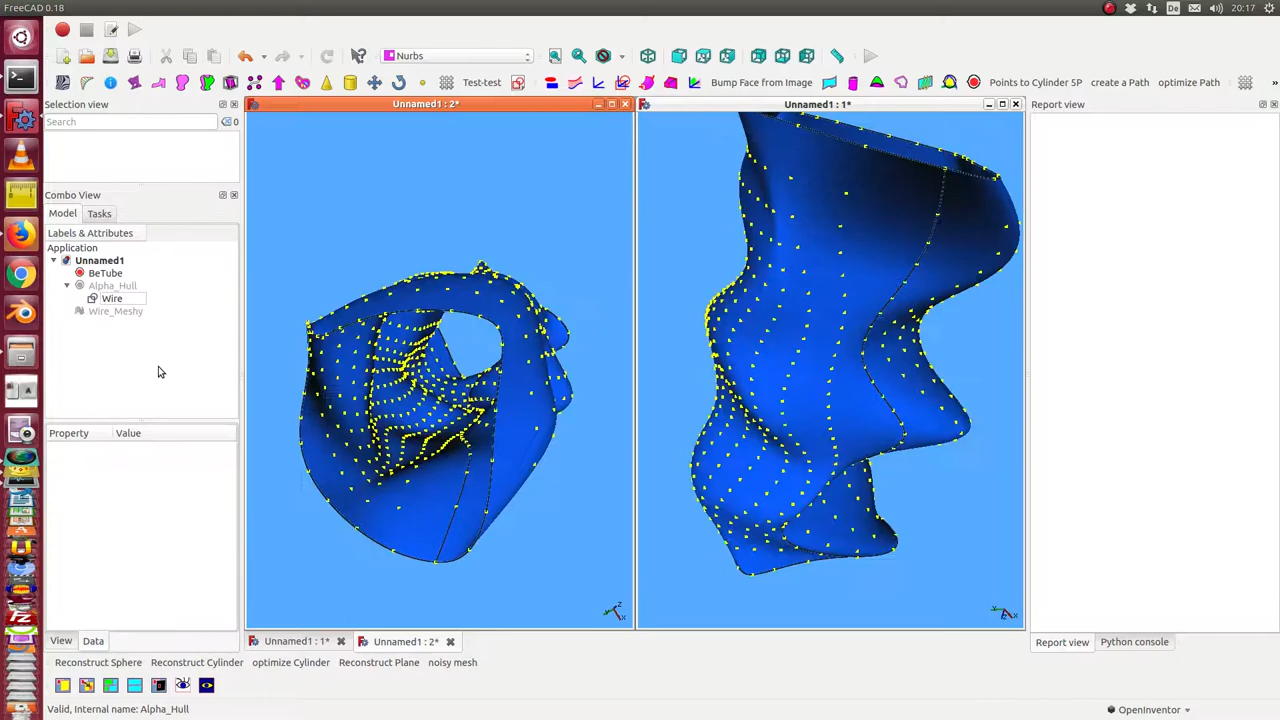 FreeCAD 0.18
De
20:17
Nurbs
Test-test
Bump Face from Image
Points to Cylinder 5P
create a Path
optimize Path
»
Selection view
Unnamed1 : 2*
Unnamed1 : 1*
Report view
Search
0
Combo View
Model
Tasks
Labels & Attributes
Application
Unnamed1
BeTube
Alpha_Hull
Wire
Wire_Meshy
Property
Value
View
Data
Unnamed1 : 1*
Unnamed1 : 2*
Report view
Python console
Reconstruct Sphere
Reconstruct Cylinder
optimize Cylinder
Reconstruct Plane
noisy mesh
Valid, Internal name: Alpha_Hull
OpenInventor